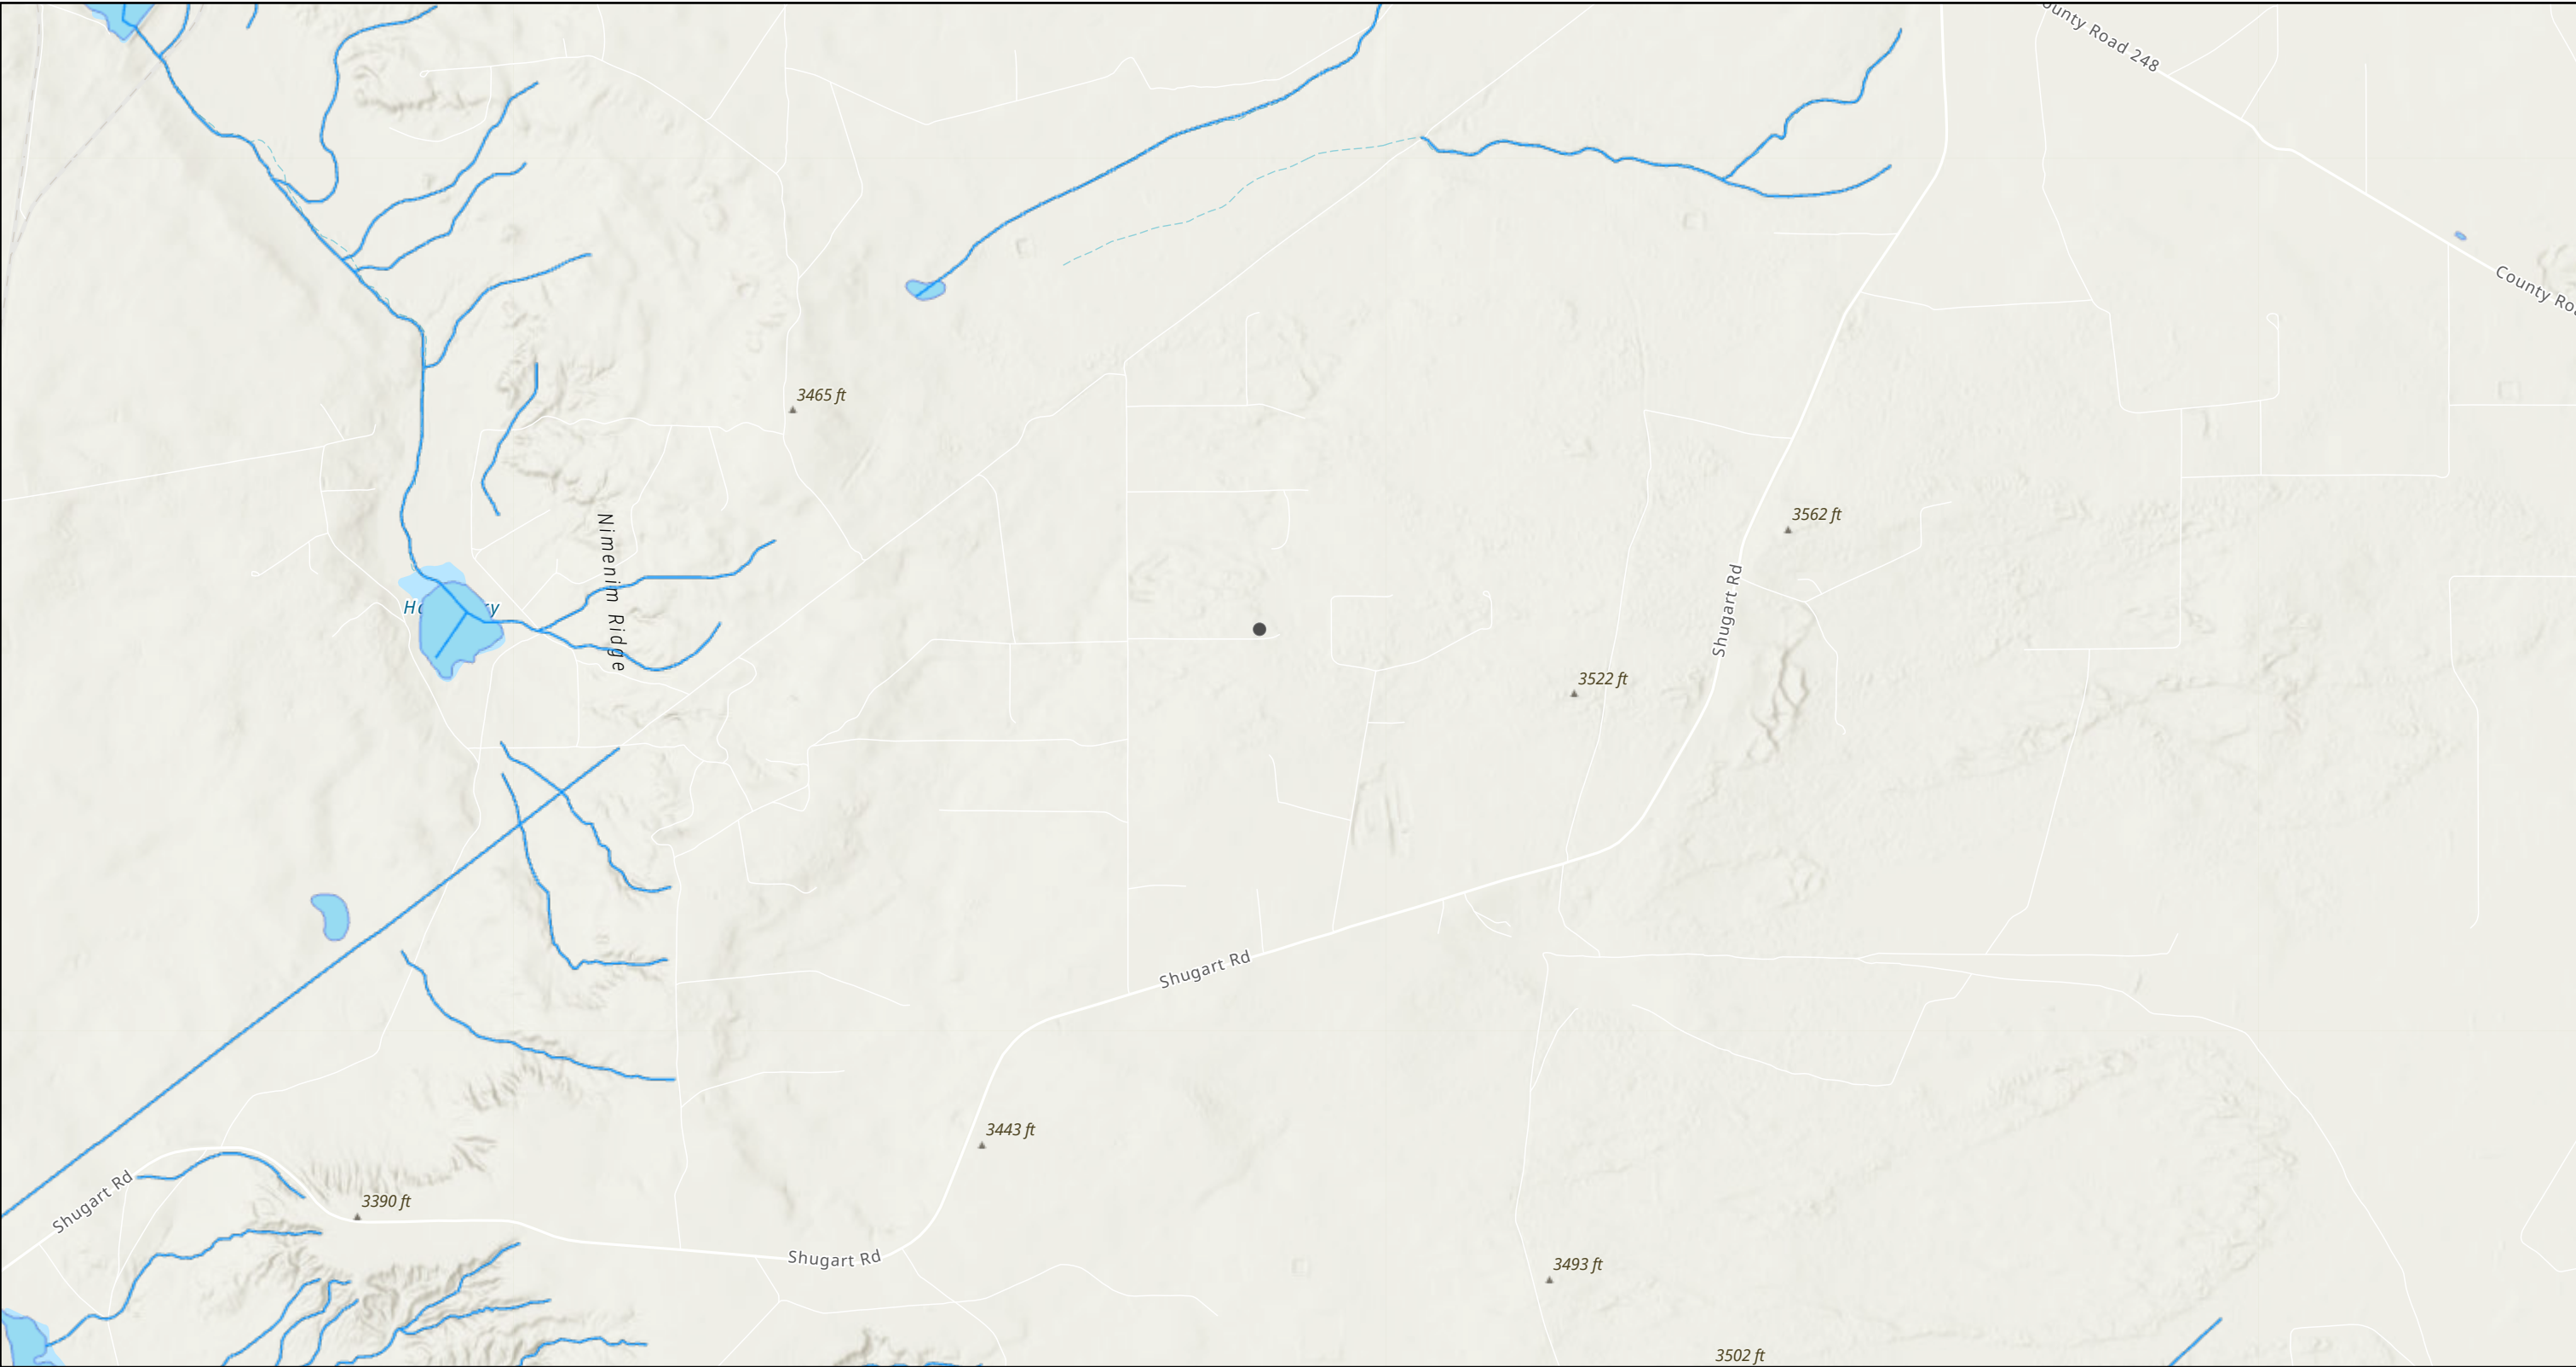 County Road 248
County Ro
3465 ft
3562 ft
Nimenim Ridge
Shugart Rd
3522 ft
Shugart Rd
3443 ft
Shugart Rd
3390 ft
Shugart Rd
3493 ft
3502 ft